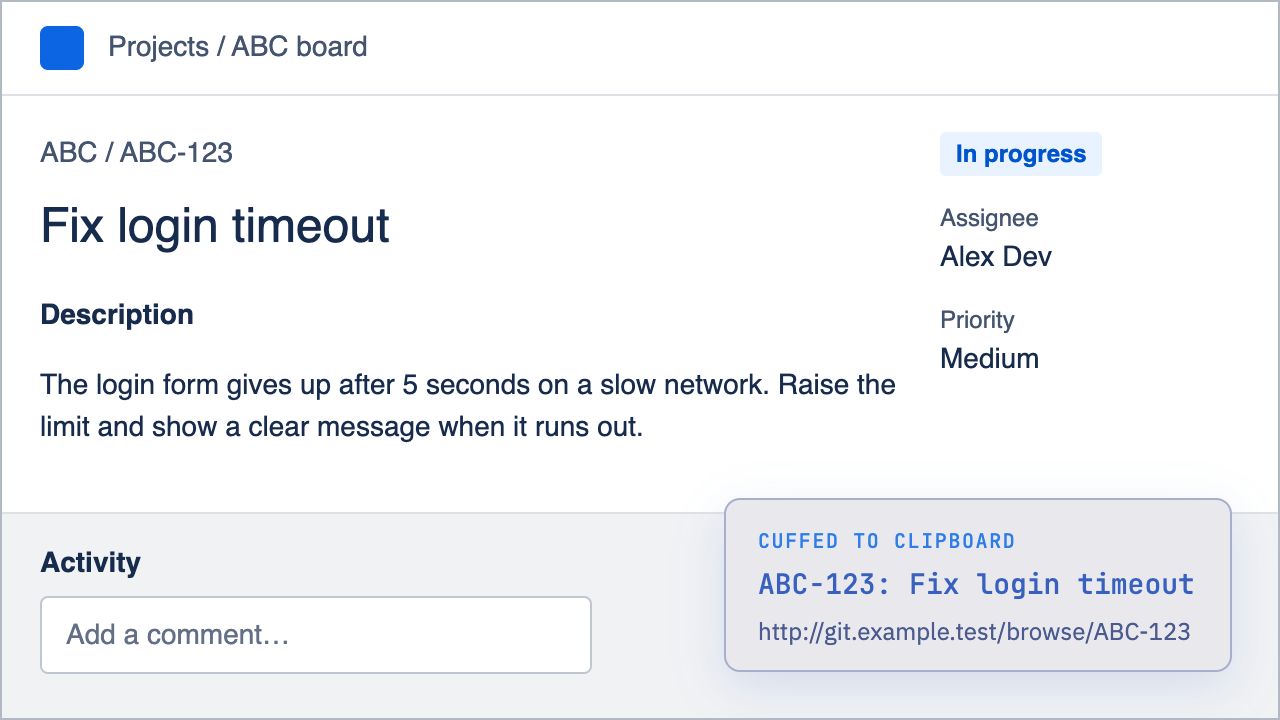 Projects / ABC board
ABC / ABC-123
Fix login timeout
Description
The login form gives up after 5 seconds on a slow network. Raise the
limit and show a clear message when it runs out.
In progress
Assignee
Alex Dev
Priority
Medium
Activity
Add a comment…
CUFFED TO CLIPBOARD
ABC-123: Fix login timeout
http://git.example.test/browse/ABC-123